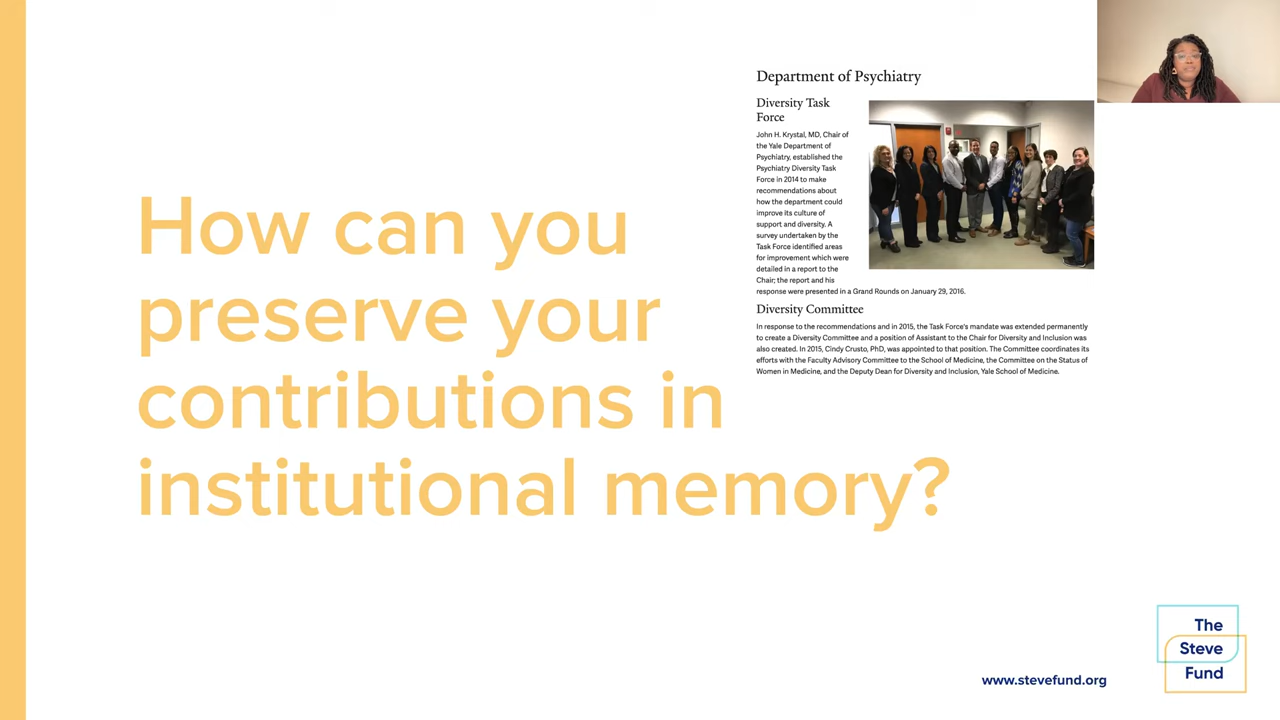 How can you
preserve your
contributions in
institutional memory?
Department of Psychiatry
Diversity Task
Force
John H. Krystal, MD, Chair of
the Yale Department of
Psychiatry, established the
Psychiatry Diversity Task
Force in 2014 to make
recommendations about
how the department could
improve its culture of
support and diversity. A
survey undertaken by the
Task Force identified areas
for improvement which were
detailed in a report to the
Chair; the report and his
response were presented in a Grand Rounds on January 29, 2016.
Diversity Committee
In response to the recommendations and in 2015, the Task Force's mandate was extended permanently
to create a Diversity Committee and a position of Assistant to the Chair for Diversity and Inclusion was
also created. In 2015, Cindy Crusto, PhD, was appointed to that position. The Committee coordinates its
efforts with the Faculty Advisory Committee to the School of Medicine, the Committee on the Status of
Women in Medicine, and the Deputy Dean for Diversity and Inclusion, Yale School of Medicine.
www.stevefund.org
The
Steve
Fund